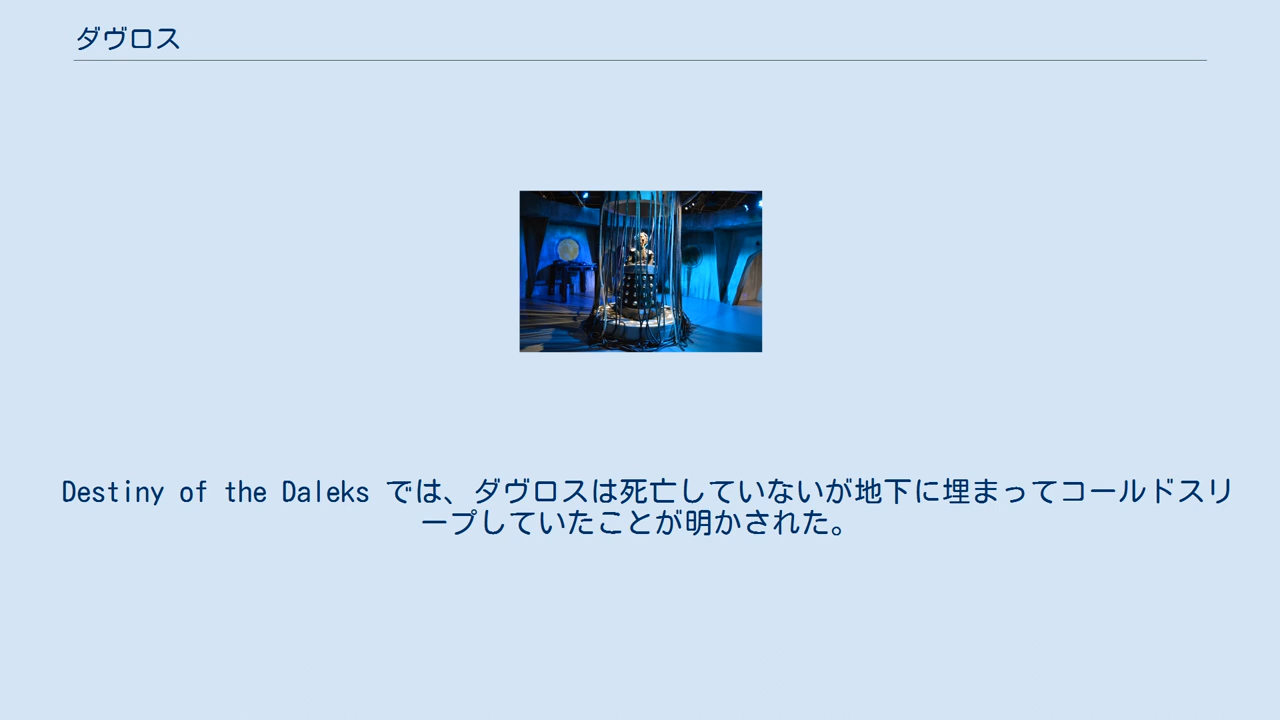 ダヴロス
Destiny of the Daleks では、ダヴロスは死亡していないが地下に埋まってコールドスリ
ープしていたことが明かされた。